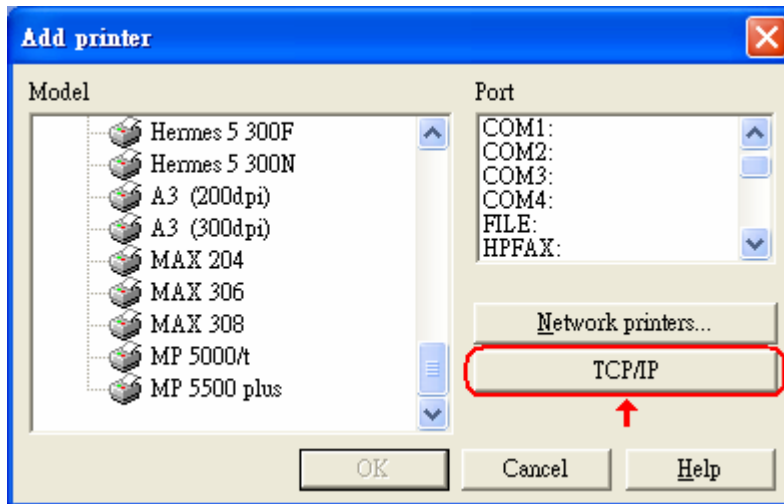 Add printer
Model
Hermes 5 300F
Hermes 5 300N
A3 (200dpi)
A3 (300dpi)
MAX 204
MAX 306
MAX 308
MP 5000/t
MP 5500 plus
Port
COM1:
COM2:
COM3:
COM4:
FILE:
HPFAX:
Network printers...
TCP/IP
OK
Cancel
Help